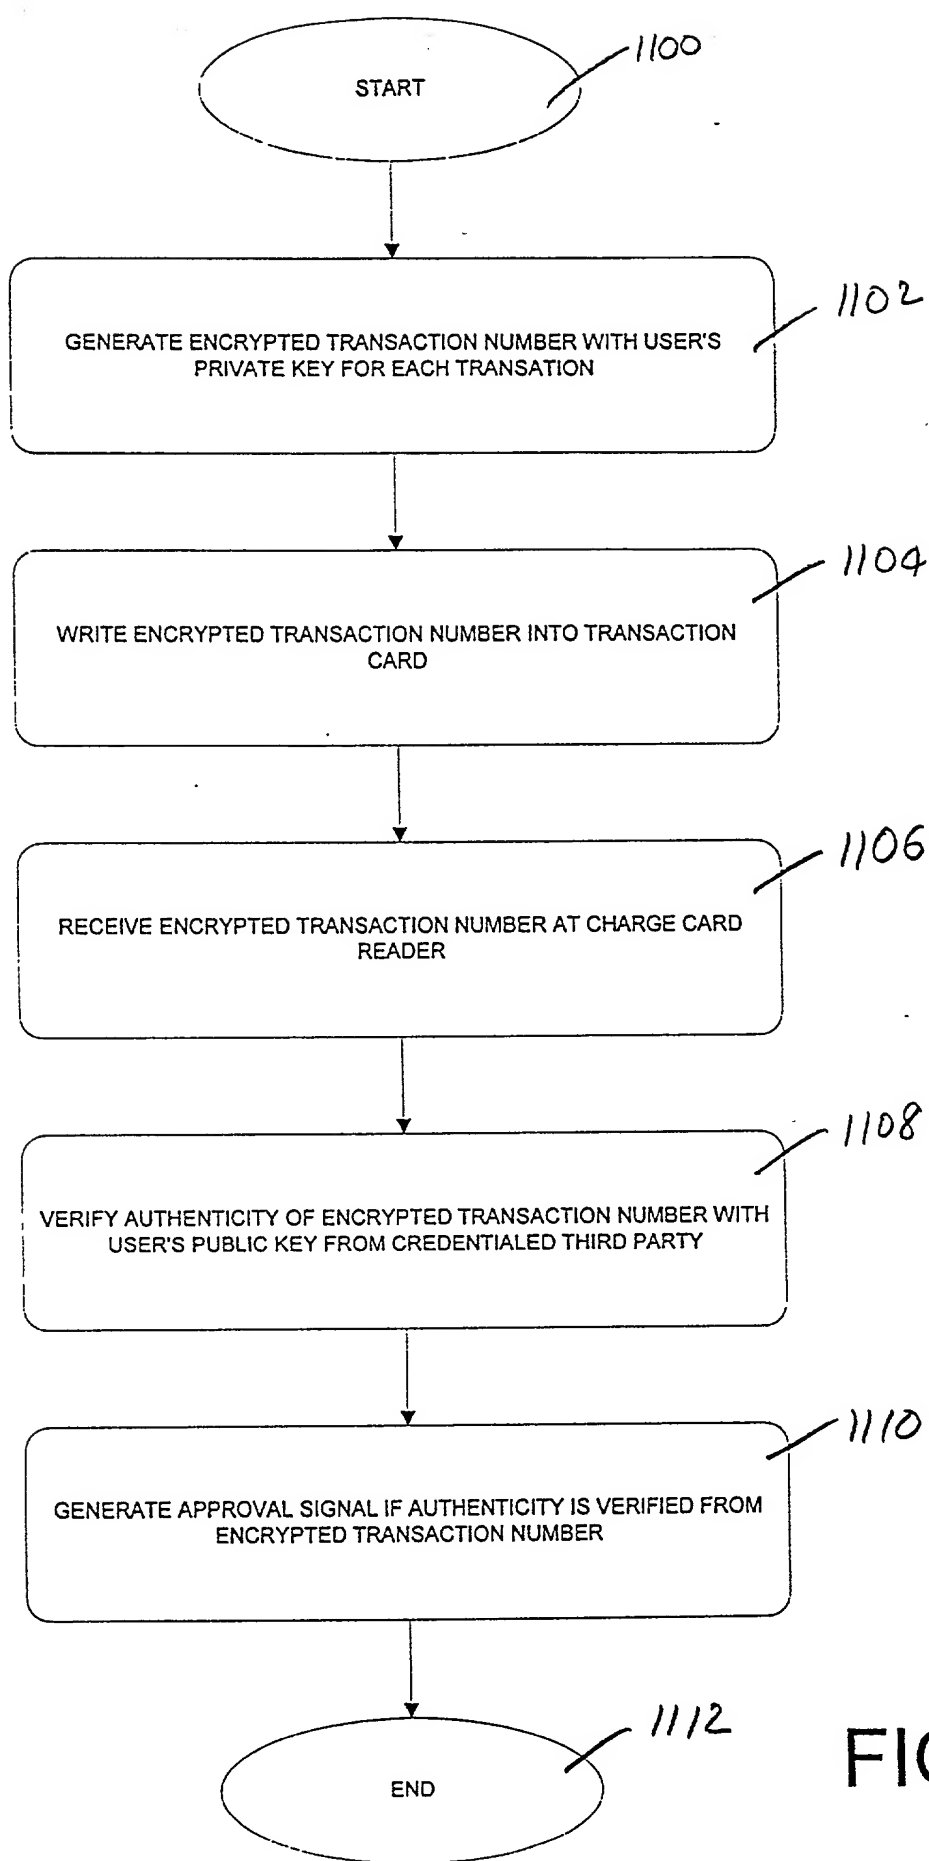 START
1100
GENERATE ENCRYPTED TRANSACTION NUMBER WITH USER'S
PRIVATE KEY FOR EACH TRANSATION
1102
WRITE ENCRYPTED TRANSACTION NUMBER INTO TRANSACTION
CARD
1104
RECEIVE ENCRYPTED TRANSACTION NUMBER AT CHARGE CARD
READER
1106
VERIFY AUTHENTICITY OF ENCRYPTED TRANSACTION NUMBER WITH
USER'S PUBLIC KEY FROM CREDENTIALED THIRD PARTY
1108
GENERATE APPROVAL SIGNAL IF AUTHENTICITY IS VERIFIED FROM
ENCRYPTED TRANSACTION NUMBER
1110
END
1112